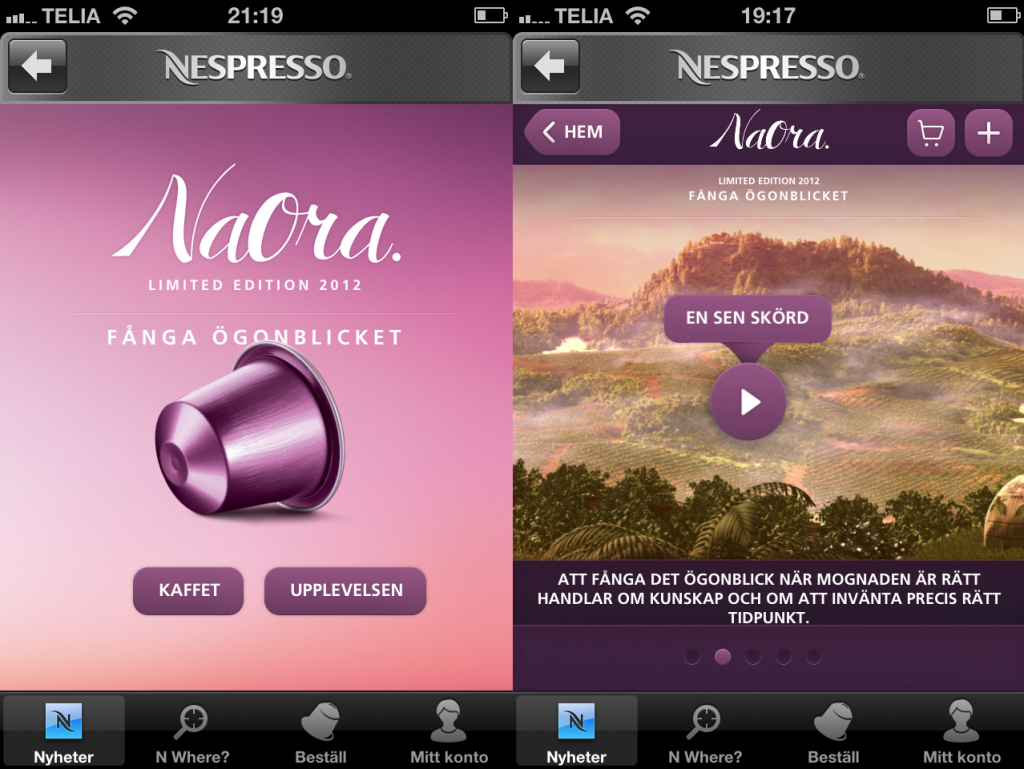 TELIA 21:19
NESPRESSO®
NaOra.
LIMITED EDITION 2012
FÅNGA ÖGONBLICKET
KAFFET UPPLEVELSEN
N
Nyheter N Where? Beställ Mitt konto
TELIA 19:17
NESPRESSO®
HEM NaOra.
LIMITED EDITION 2012
FÅNGA ÖGONBLICKET
EN SEN SKÖRD
ATT FÅNGA DET ÖGONBLICK NÄR MOGNADEN ÄR RÄTT
HANDLAR OM KUNSKAP OCH OM ATT INVÄNTA PRECIS RÄTT
TIDPUNKT.
N
Nyheter N Where? Beställ Mitt konto